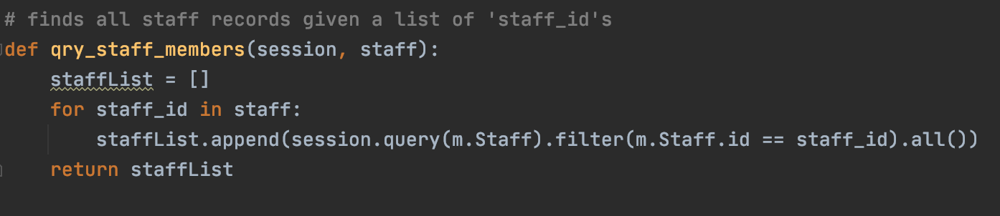 # finds all staff records given a list of 'staff_id's
def qry_staff_members(session, staff):
    staffList = []
    for staff_id in staff:
        staffList.append(session.query(m.Staff).filter(m.Staff.id == staff_id).all())
    return staffList